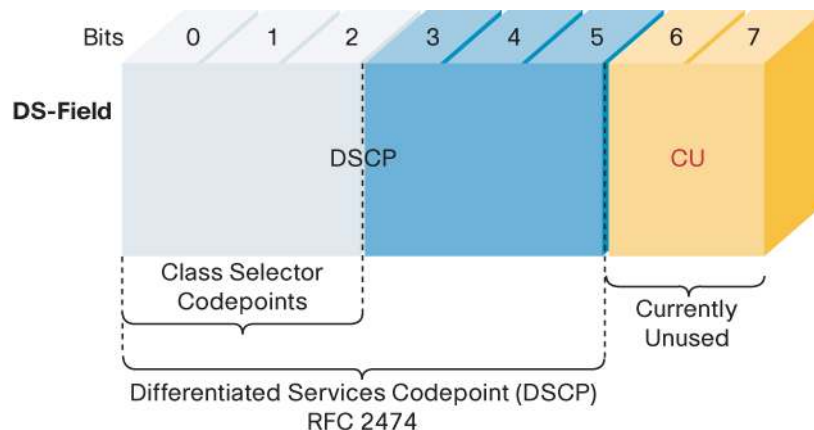 Bits 0 1 2 3 4 5 6 7
DS-Field
DSCP CU
Class Selector
Codepoints
Currently
Unused
Differentiated Services Codepoint (DSCP)
RFC 2474